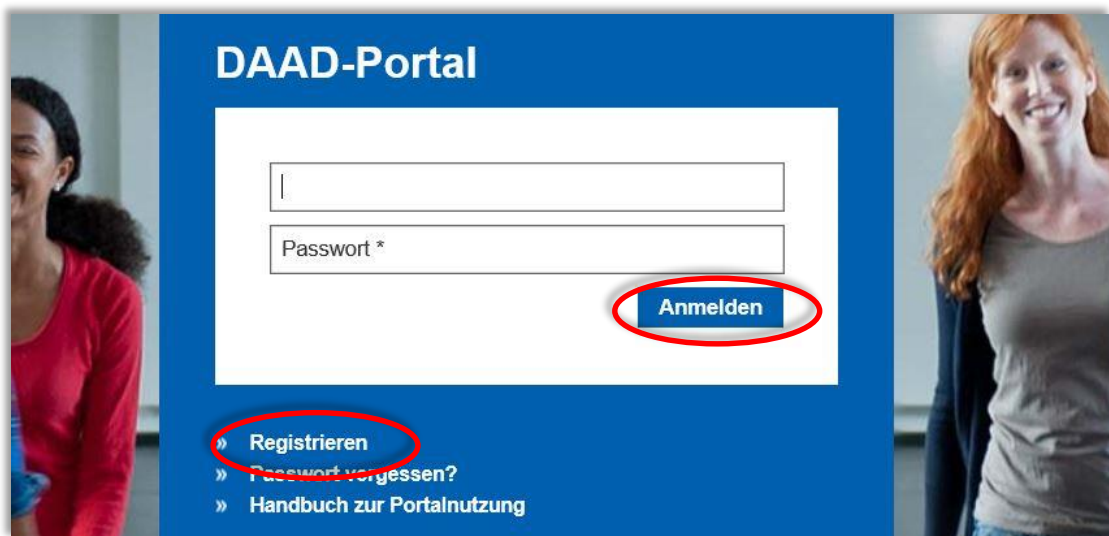 DAAD-Portal
Passwort *
Anmelden
» Registrieren
» Passwort vergessen?
» Handbuch zur Portalnutzung